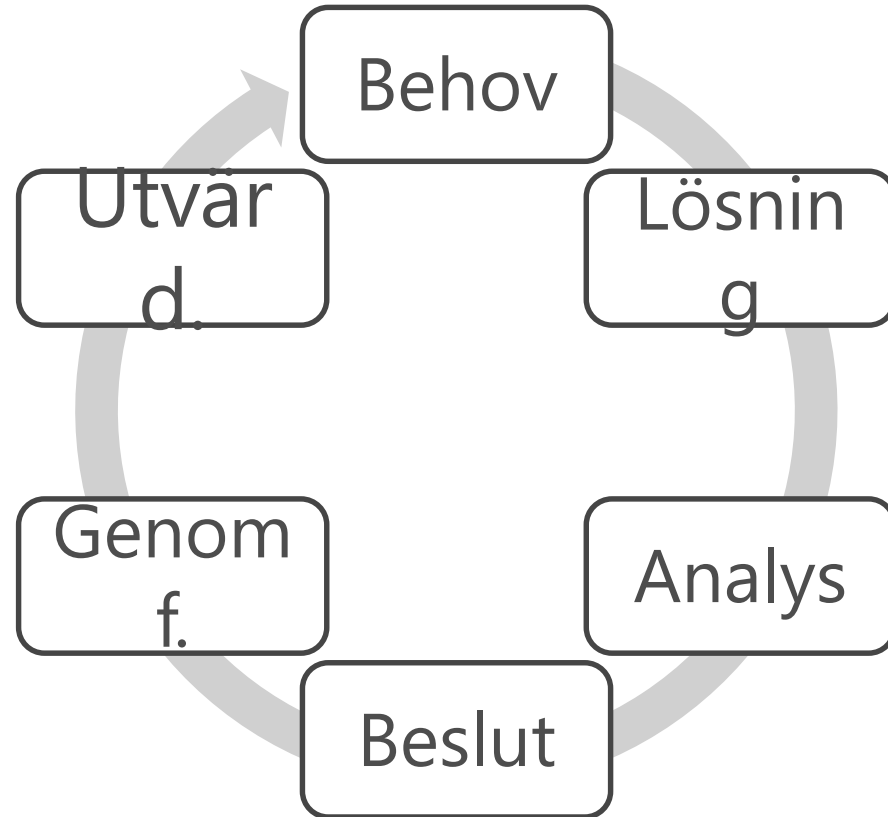 Behov
Lösnin
g
Analys
Beslut
Genom
f.
Utvär
d.